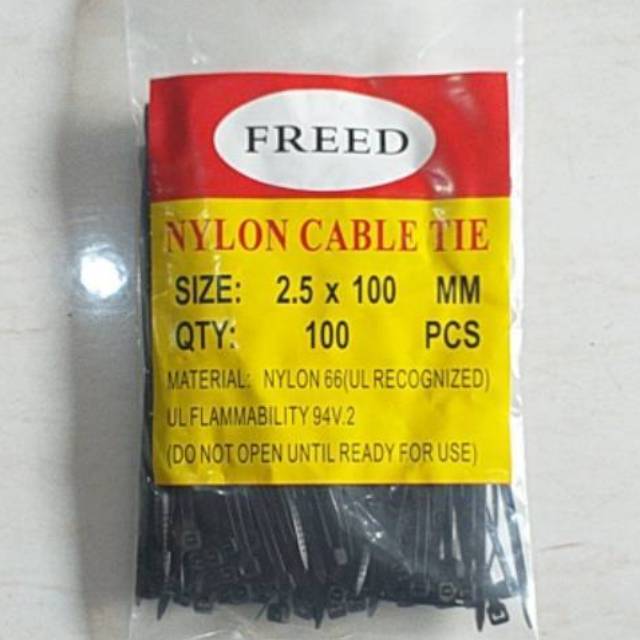 FREED
NYLON CABLE TIE
SIZE: 2.5 x 100 MM
QTY: 100 PCS
MATERIAL: NYLON 66(UL RECOGNIZED)
UL FLAMMABILITY 94V.2
(DO NOT OPEN UNTIL READY FOR USE)